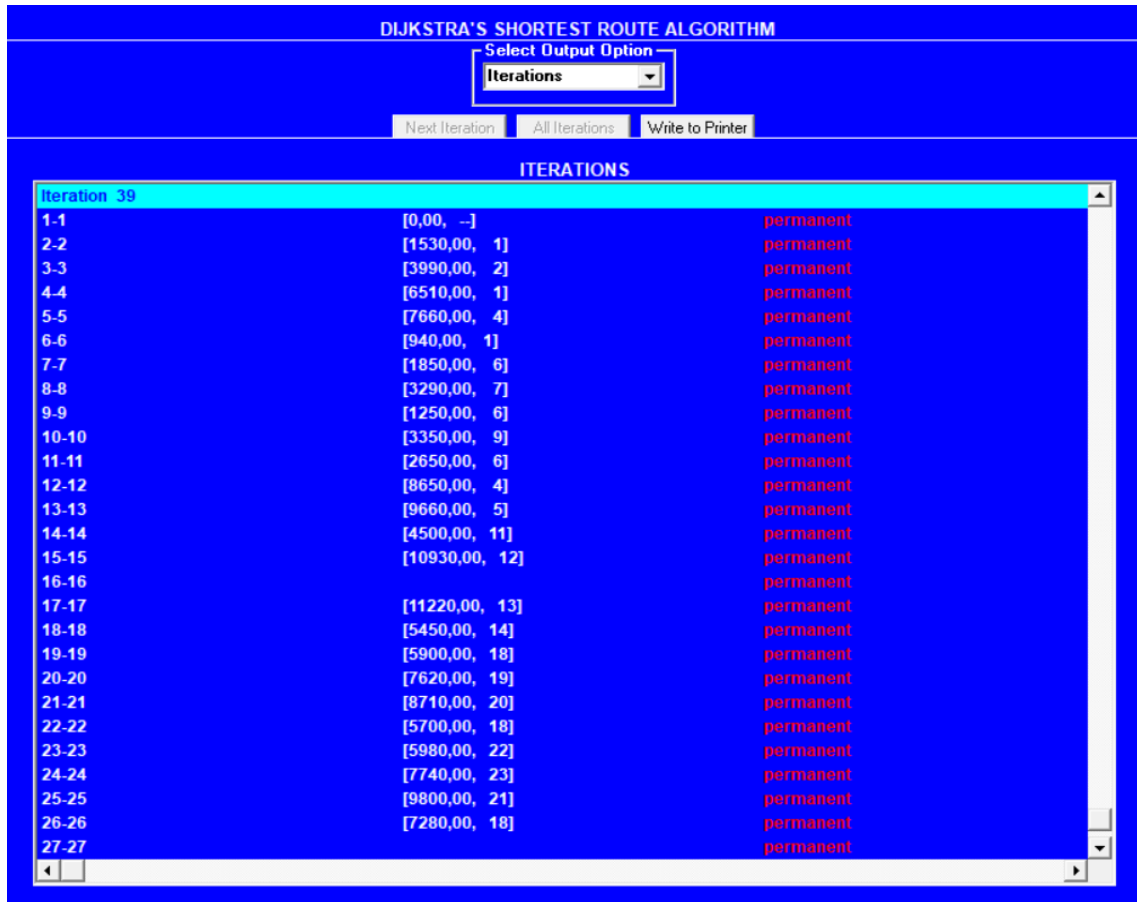 DIJKSTRA'S SHORTEST ROUTE ALGORITHM
Select Output Option
Iterations
Next Iteration All Iterations Write to Printer
ITERATIONS
Iteration 39
1-1 [0,00, --] permanent
2-2 [1530,00, 1] permanent
3-3 [3990,00, 2] permanent
4-4 [6510,00, 1] permanent
5-5 [7660,00, 4] permanent
6-6 [940,00, 1] permanent
7-7 [1850,00, 6] permanent
8-8 [3290,00, 7] permanent
9-9 [1250,00, 6] permanent
10-10 [3350,00, 9] permanent
11-11 [2650,00, 6] permanent
12-12 [8650,00, 4] permanent
13-13 [9660,00, 5] permanent
14-14 [4500,00, 11] permanent
15-15 [10930,00, 12] permanent
16-16 permanent
17-17 [11220,00, 13] permanent
18-18 [5450,00, 14] permanent
19-19 [5900,00, 18] permanent
20-20 [7620,00, 19] permanent
21-21 [8710,00, 20] permanent
22-22 [5700,00, 18] permanent
23-23 [5980,00, 22] permanent
24-24 [7740,00, 23] permanent
25-25 [9800,00, 21] permanent
26-26 [7280,00, 18] permanent
27-27 permanent